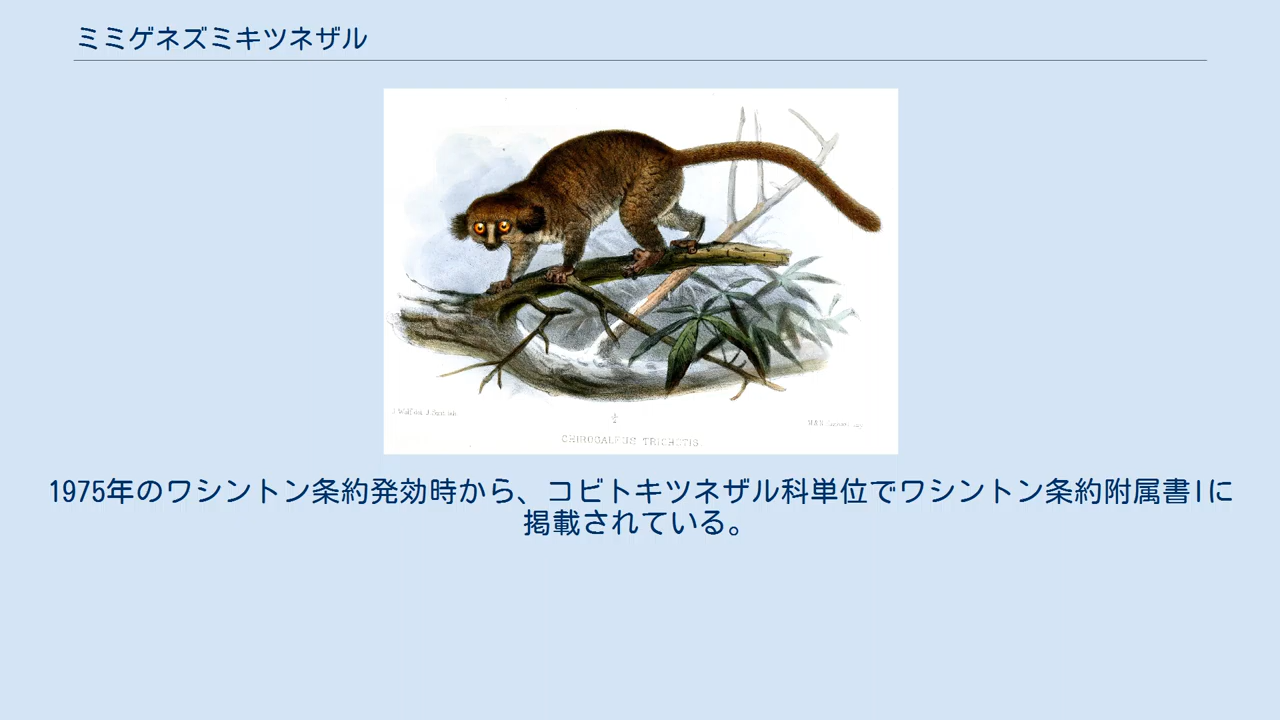 ミミゲネズミキツネザル
CHIROGALEUS TRICHOTIS.
1975年のワシントン条約発効時から、コビトキツネザル科単位でワシントン条約附属書Iに
掲載されている。